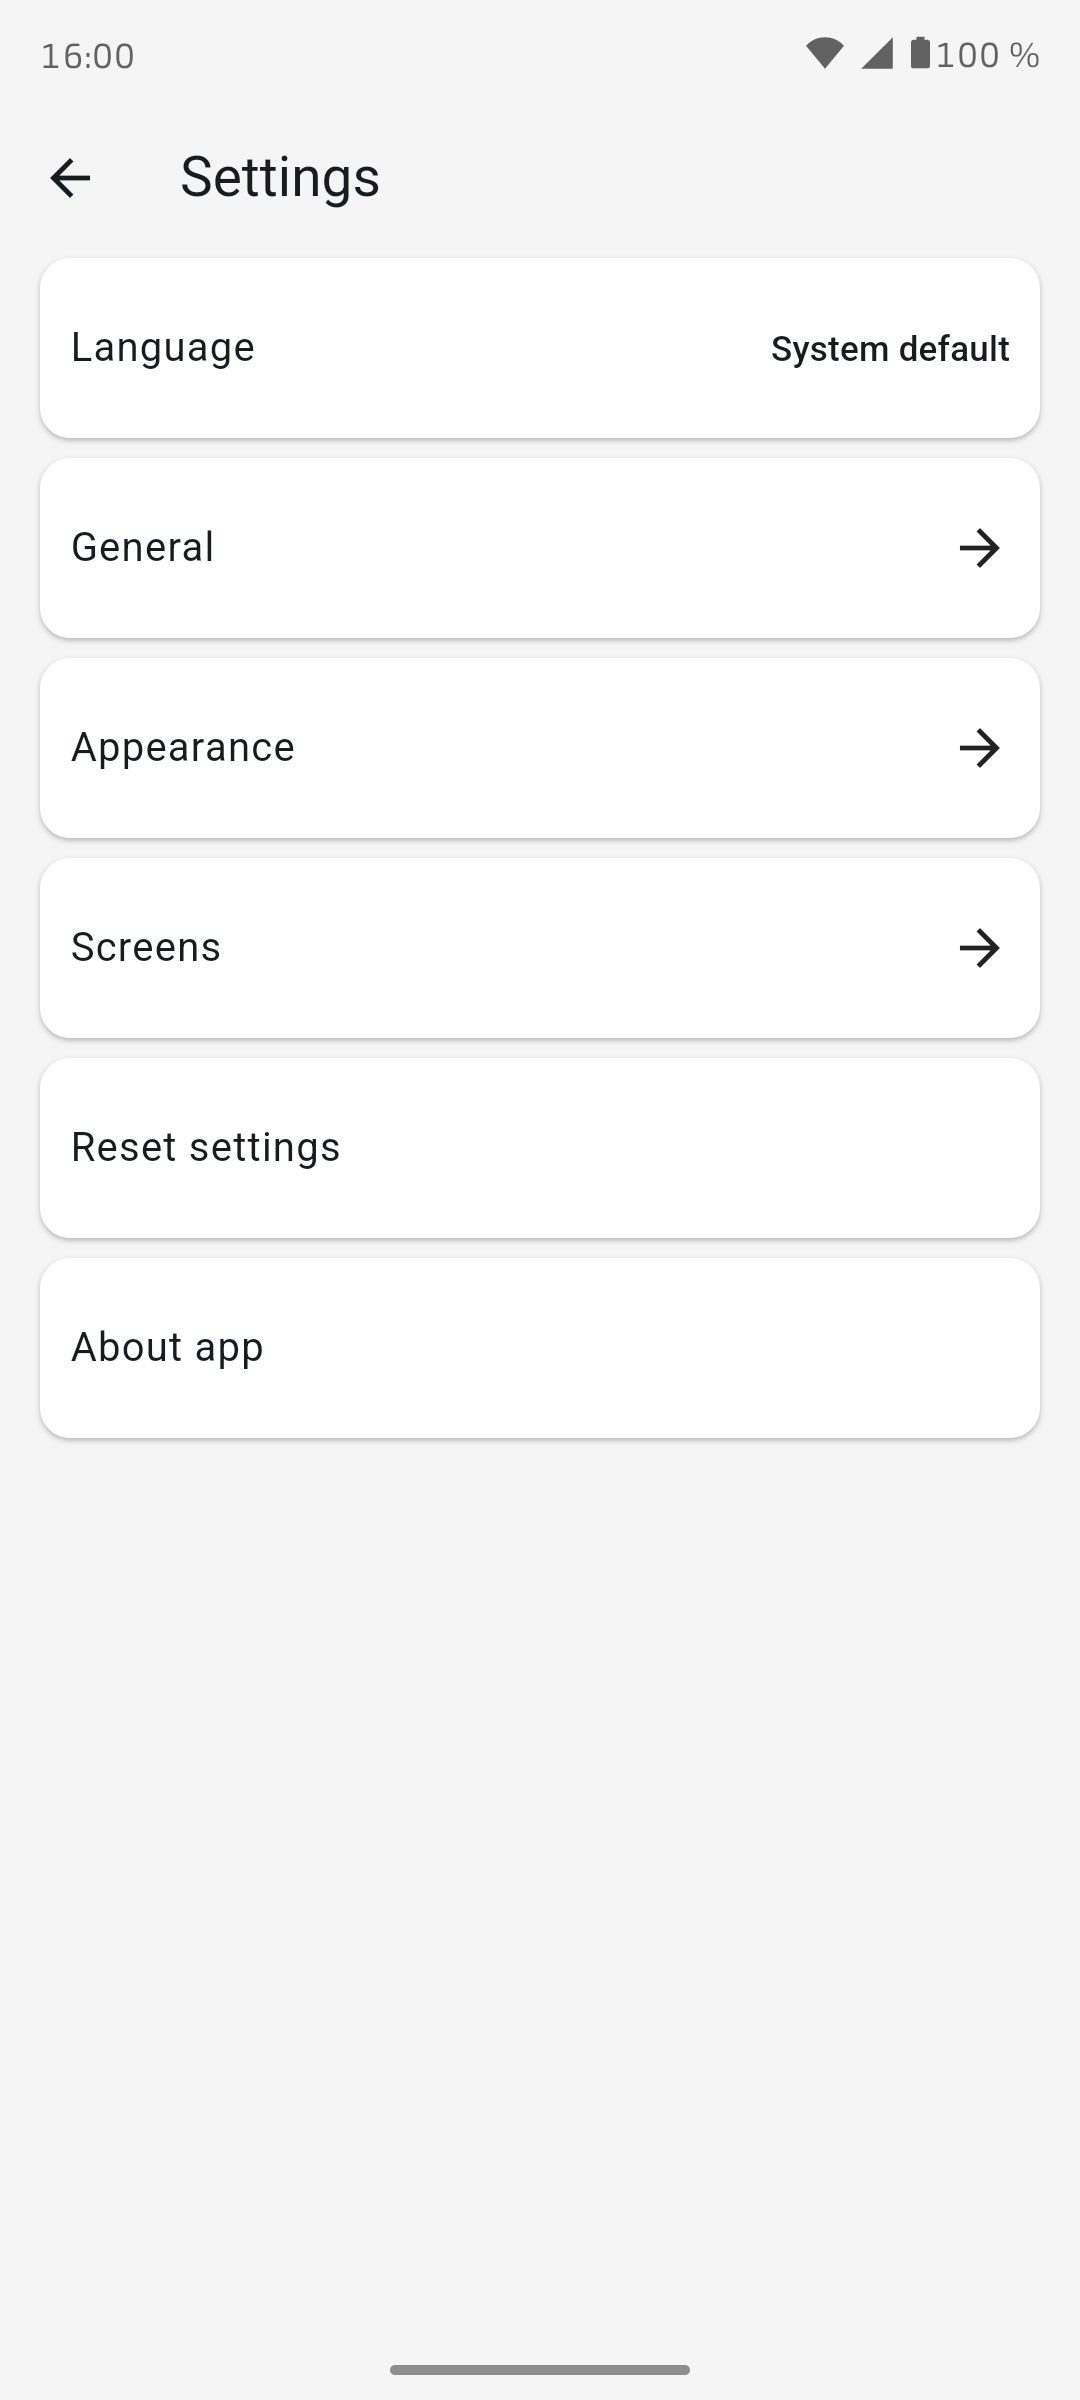 16:00 100 %
Settings
Language System default
General
Appearance
Screens
Reset settings
About app